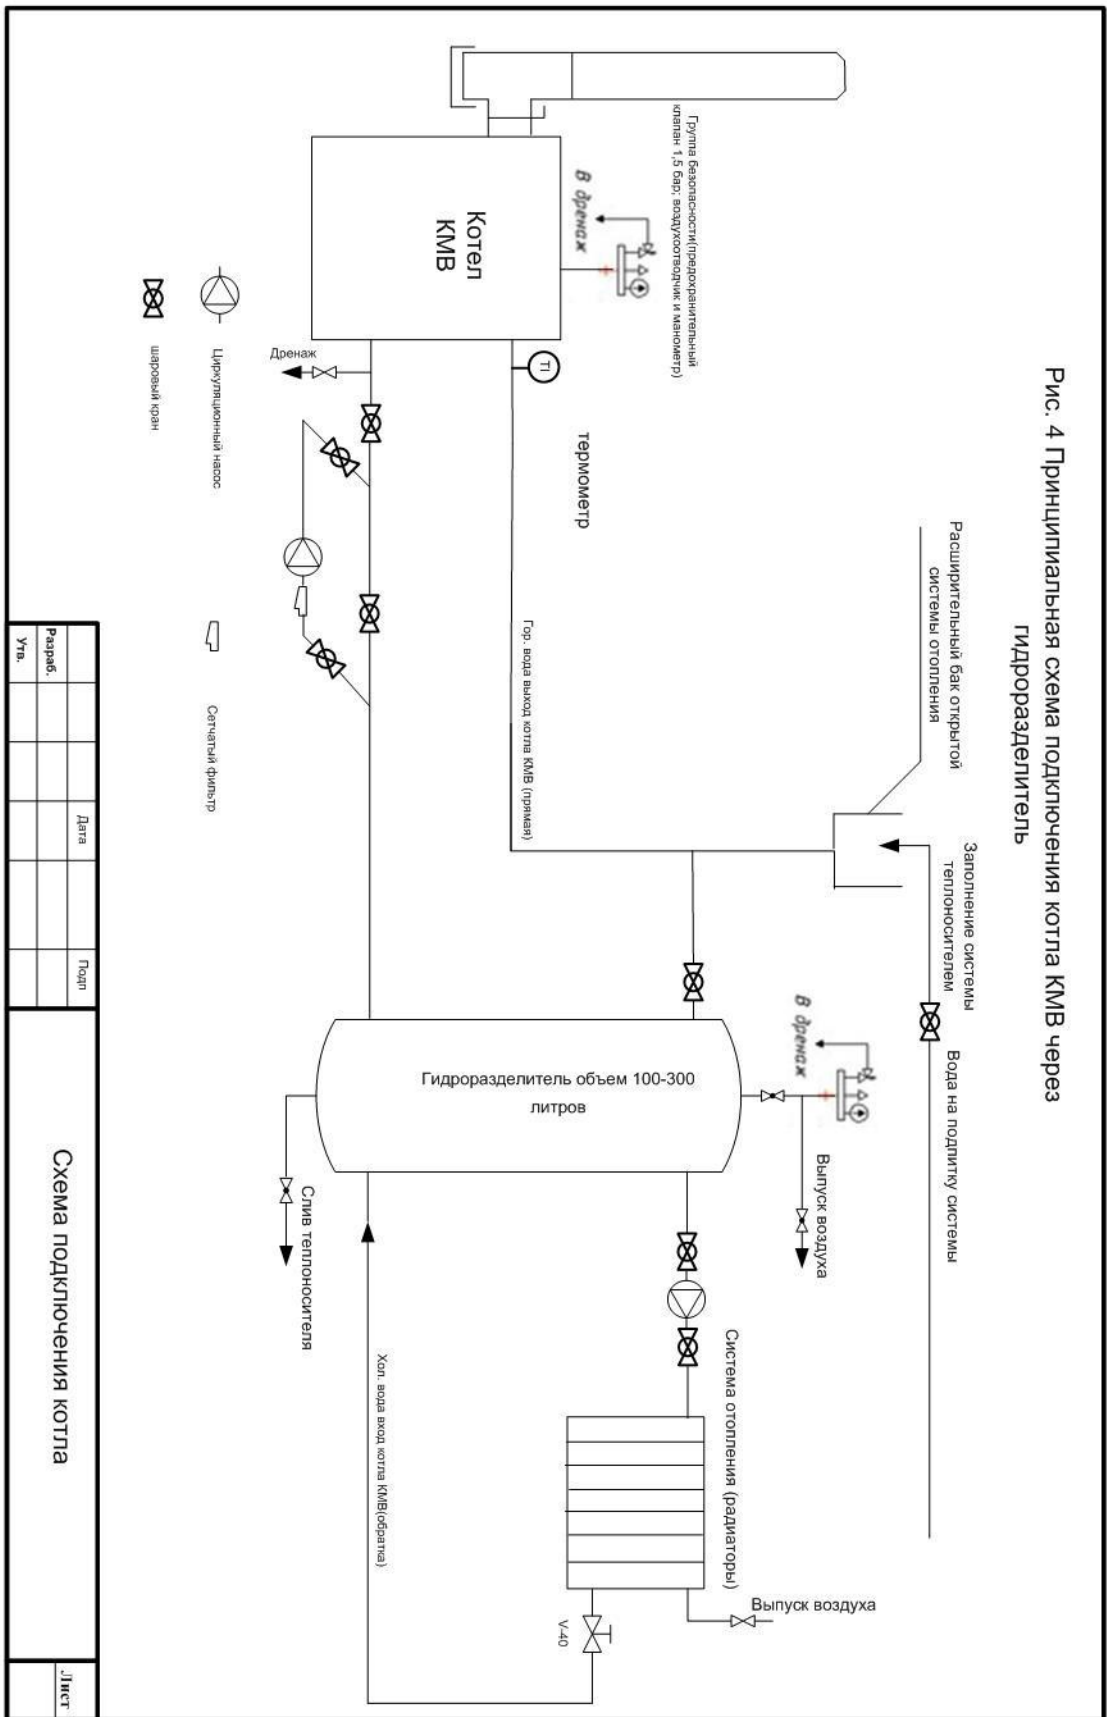 Рис. 4 Принципиальная схема подключения котла КМВ через
гидроразделитель
Расширительный бак открытой
системы отопления
Заполнение системы
теплоносителем
Вода на подпитку системы
Группа безопасности(предохранительный
клапан 1,5 бар; воздухоотводчик и манометр)
В дренаж
Котел
КМВ
TI
термометр
Гор. вода выход котла КМВ (прямая)
Дренаж
В дренаж
Выпуск воздуха
Гидроразделитель объем 100-300
литров
Слив теплоносителя
Система отопления (радиаторы)
Выпуск воздуха
V-40
Хол. вода вход котла КМВ(обратка)
Циркуляционный насос
шаровый кран
Сетчатый фильтр
Дата
Подп
Разраб.
Утв.
Схема подключения котла
Лист